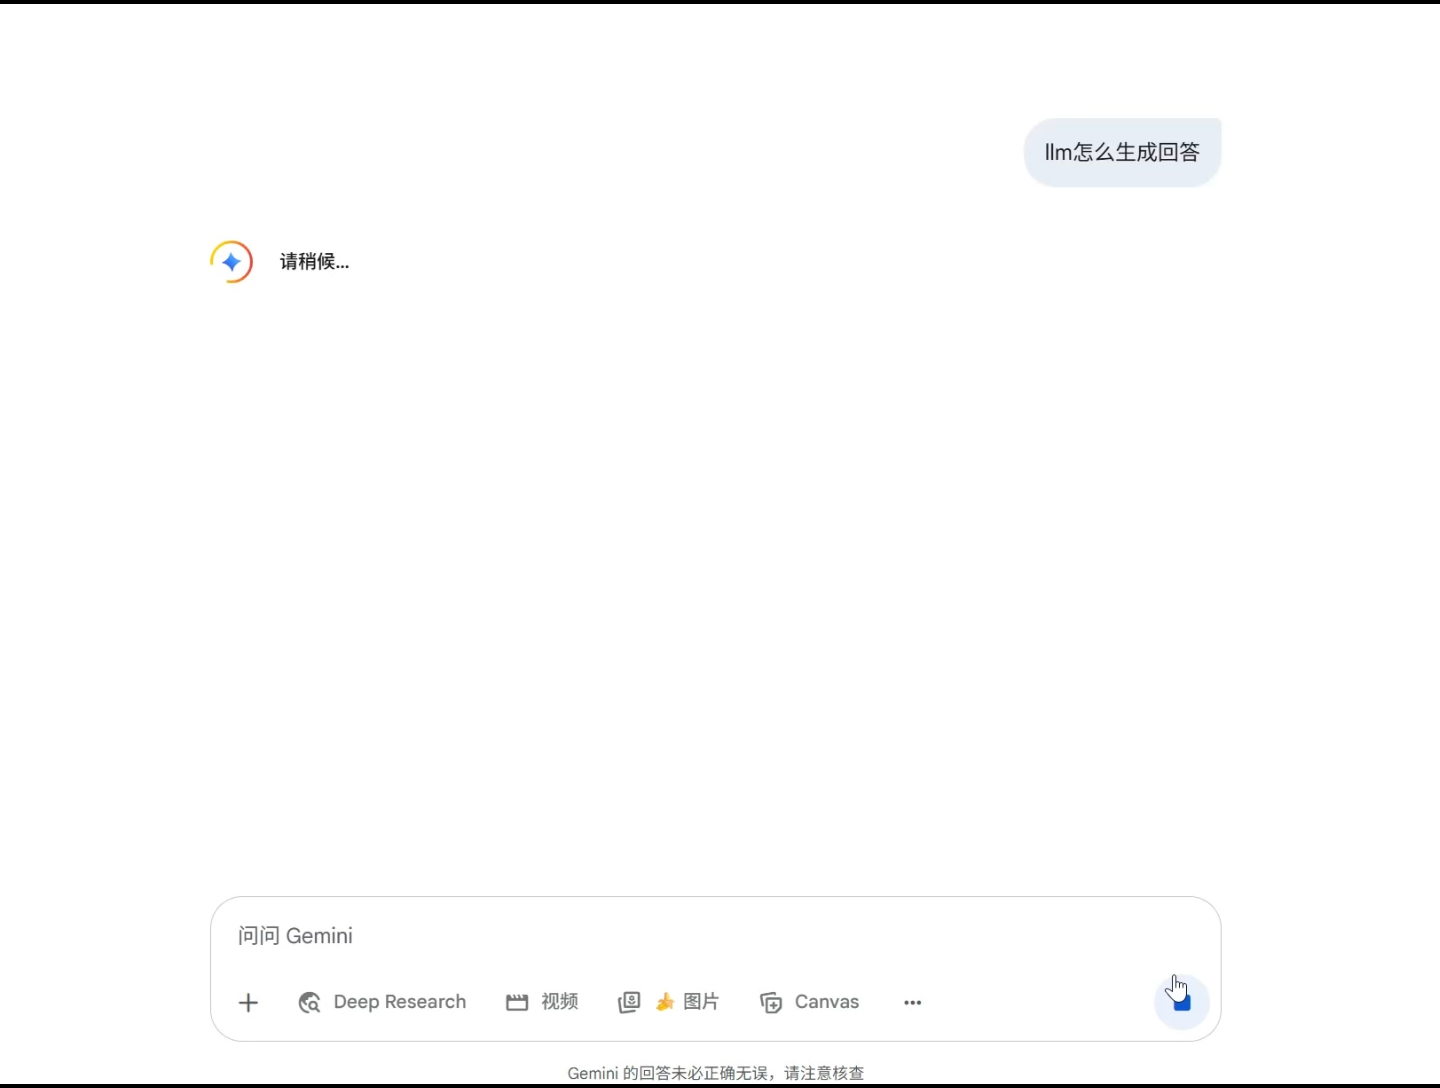 llm怎么生成回答
请稍候...
问问 Gemini
Deep Research 视频 图片 Canvas
Gemini 的回答未必正确无误，请注意核查